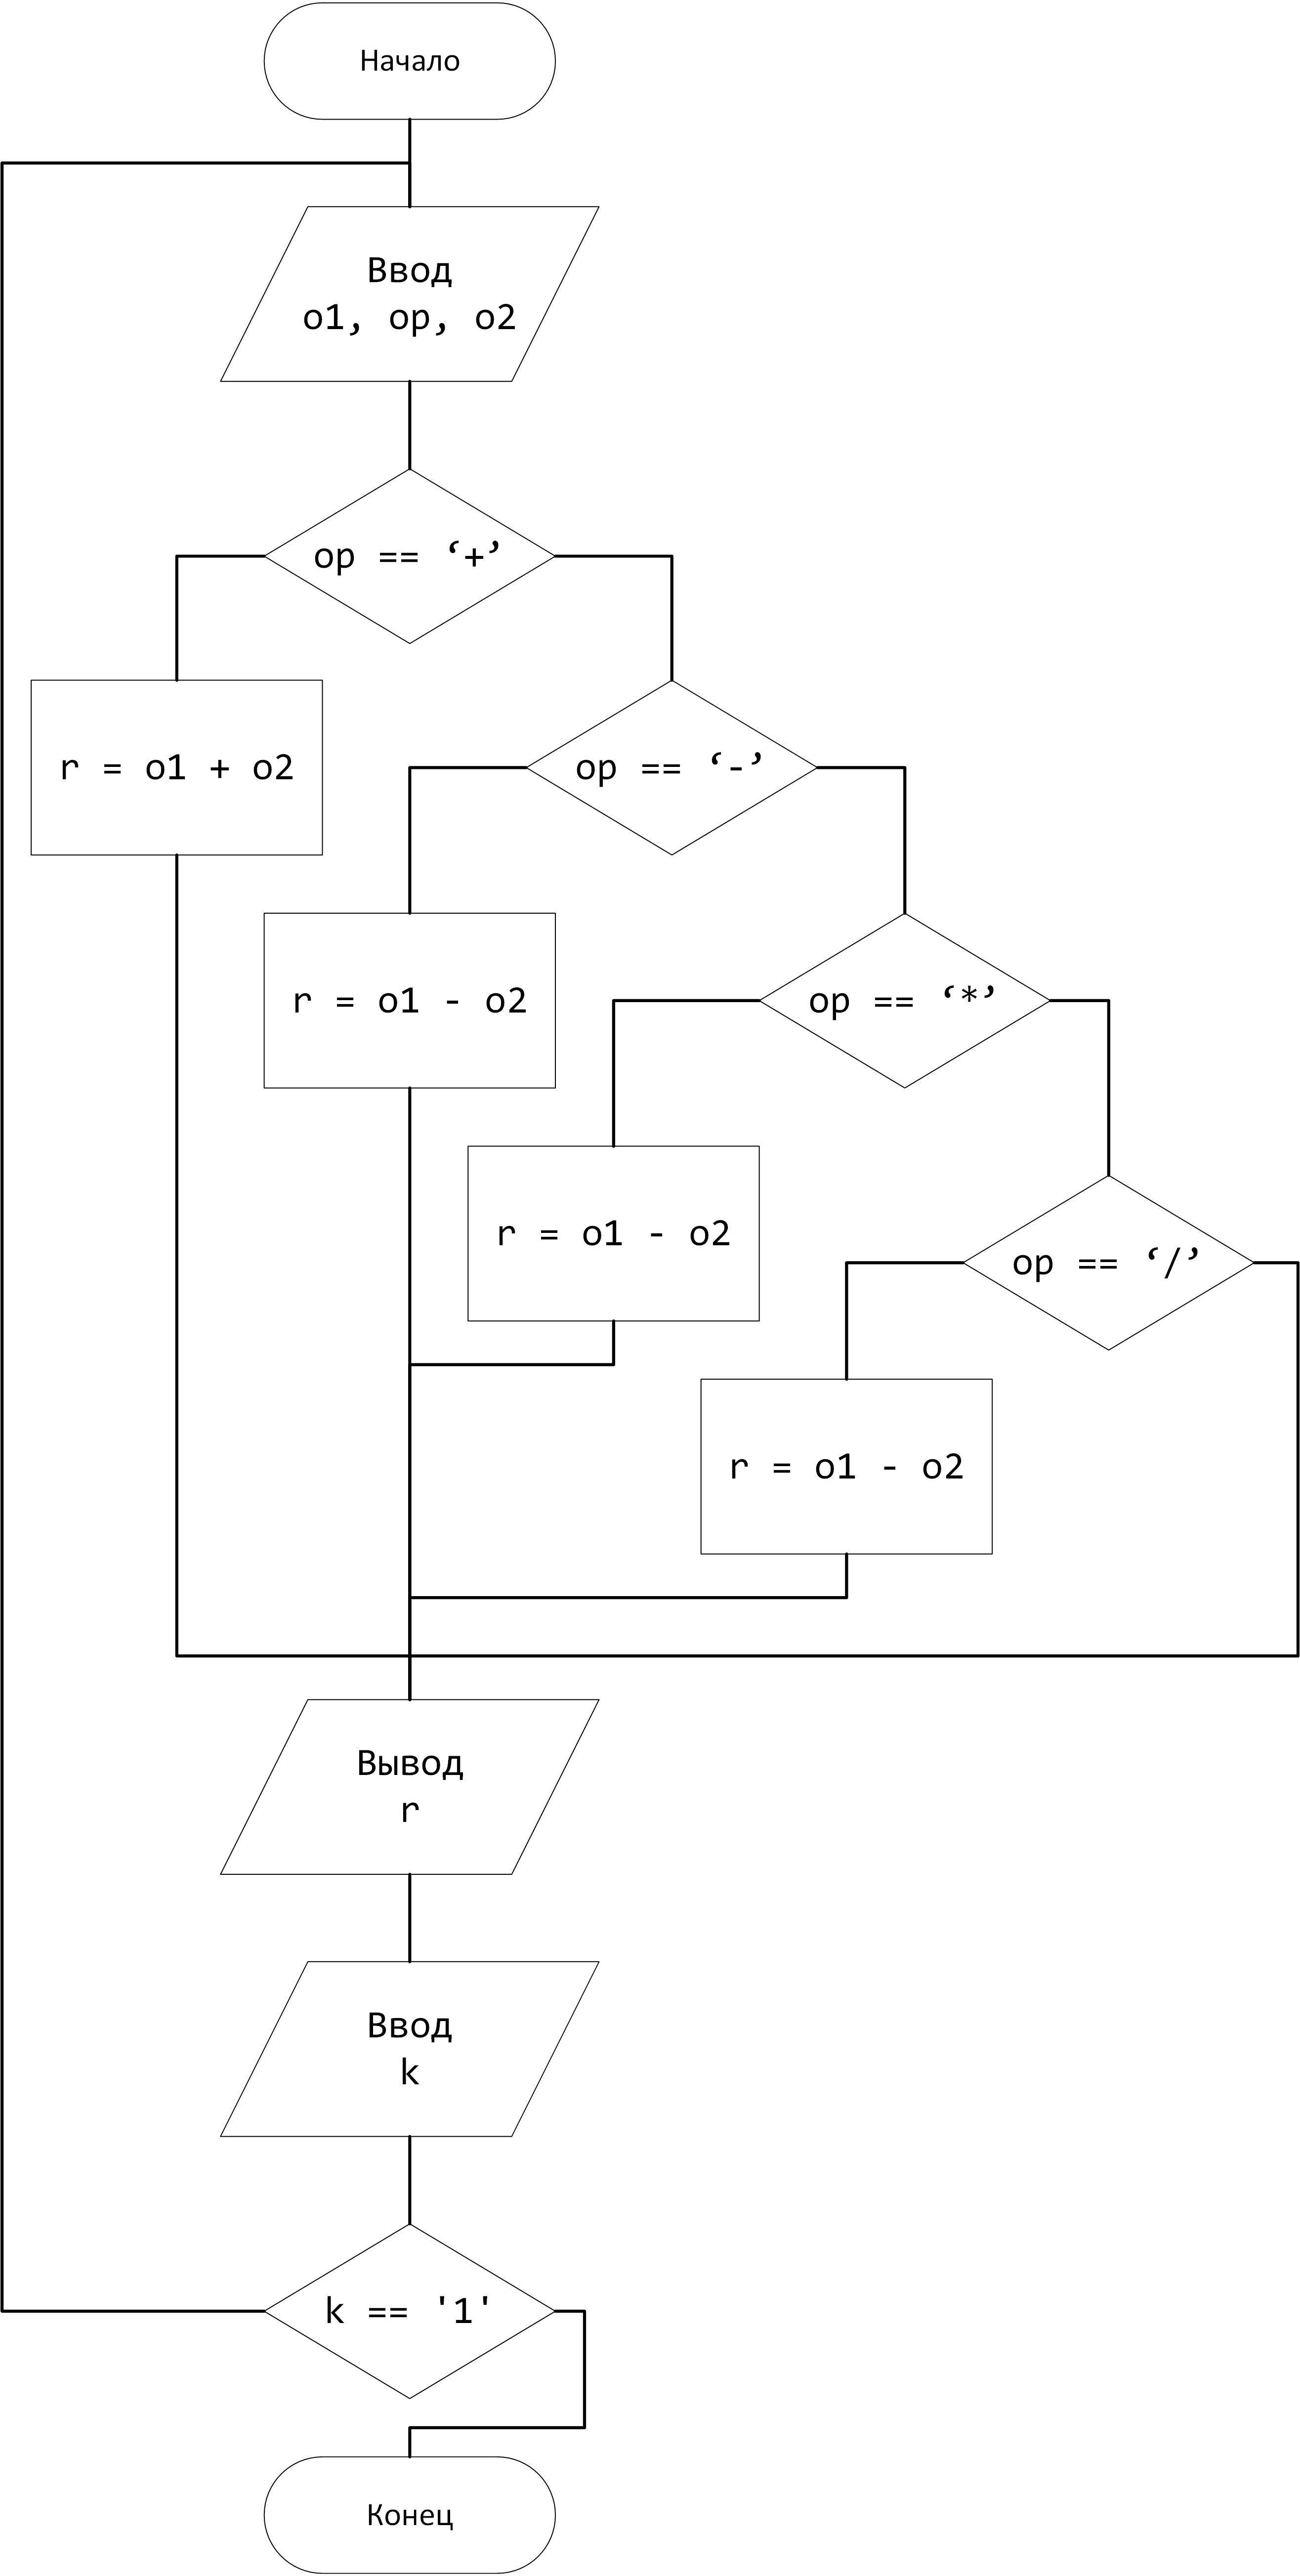 Начало
Ввод
o1, op, o2
op == ‘+’
r = o1 + o2
op == ‘-’
r = o1 - o2
op == ‘*’
r = o1 - o2
op == ‘/’
r = o1 - o2
Вывод
r
Ввод
k
k == '1'
Конец